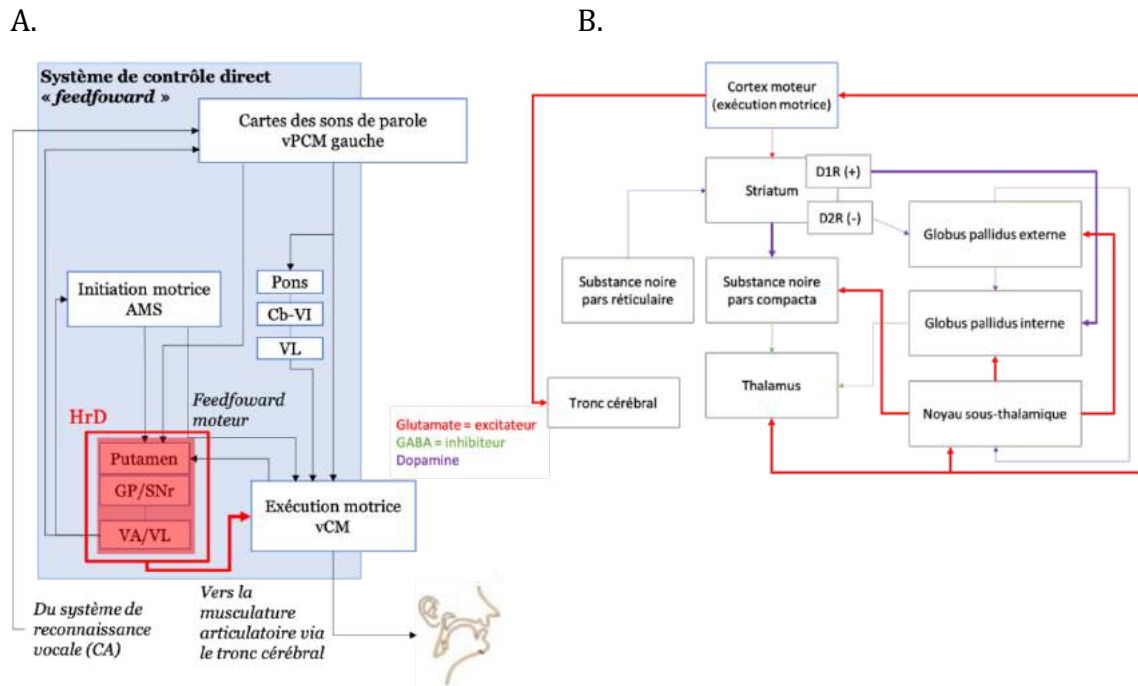 A.
B.
Système de contrôle direct
« feedfoward »
Cartes des sons de parole
vPCM gauche
Initiation motrice
AMS
Pons
Cb-VI
VL
HrD
Feedfoward
moteur
Putamen
GP/SNr
VA/VL
Exécution motrice
vCM
Du système de
reconnaissance
vocale (CA)
Vers la
musculature
articulatoire via
le tronc cérébral
Glutamate = excitateur
GABA = inhibiteur
Dopamine
Cortex moteur
(exécution motrice)
Striatum
D1R (+)
D2R (-)
Globus pallidus externe
Substance noire
pars réticulaire
Substance noire
pars compacta
Globus pallidus interne
Thalamus
Tronc cérébral
Noyau sous-thalamique